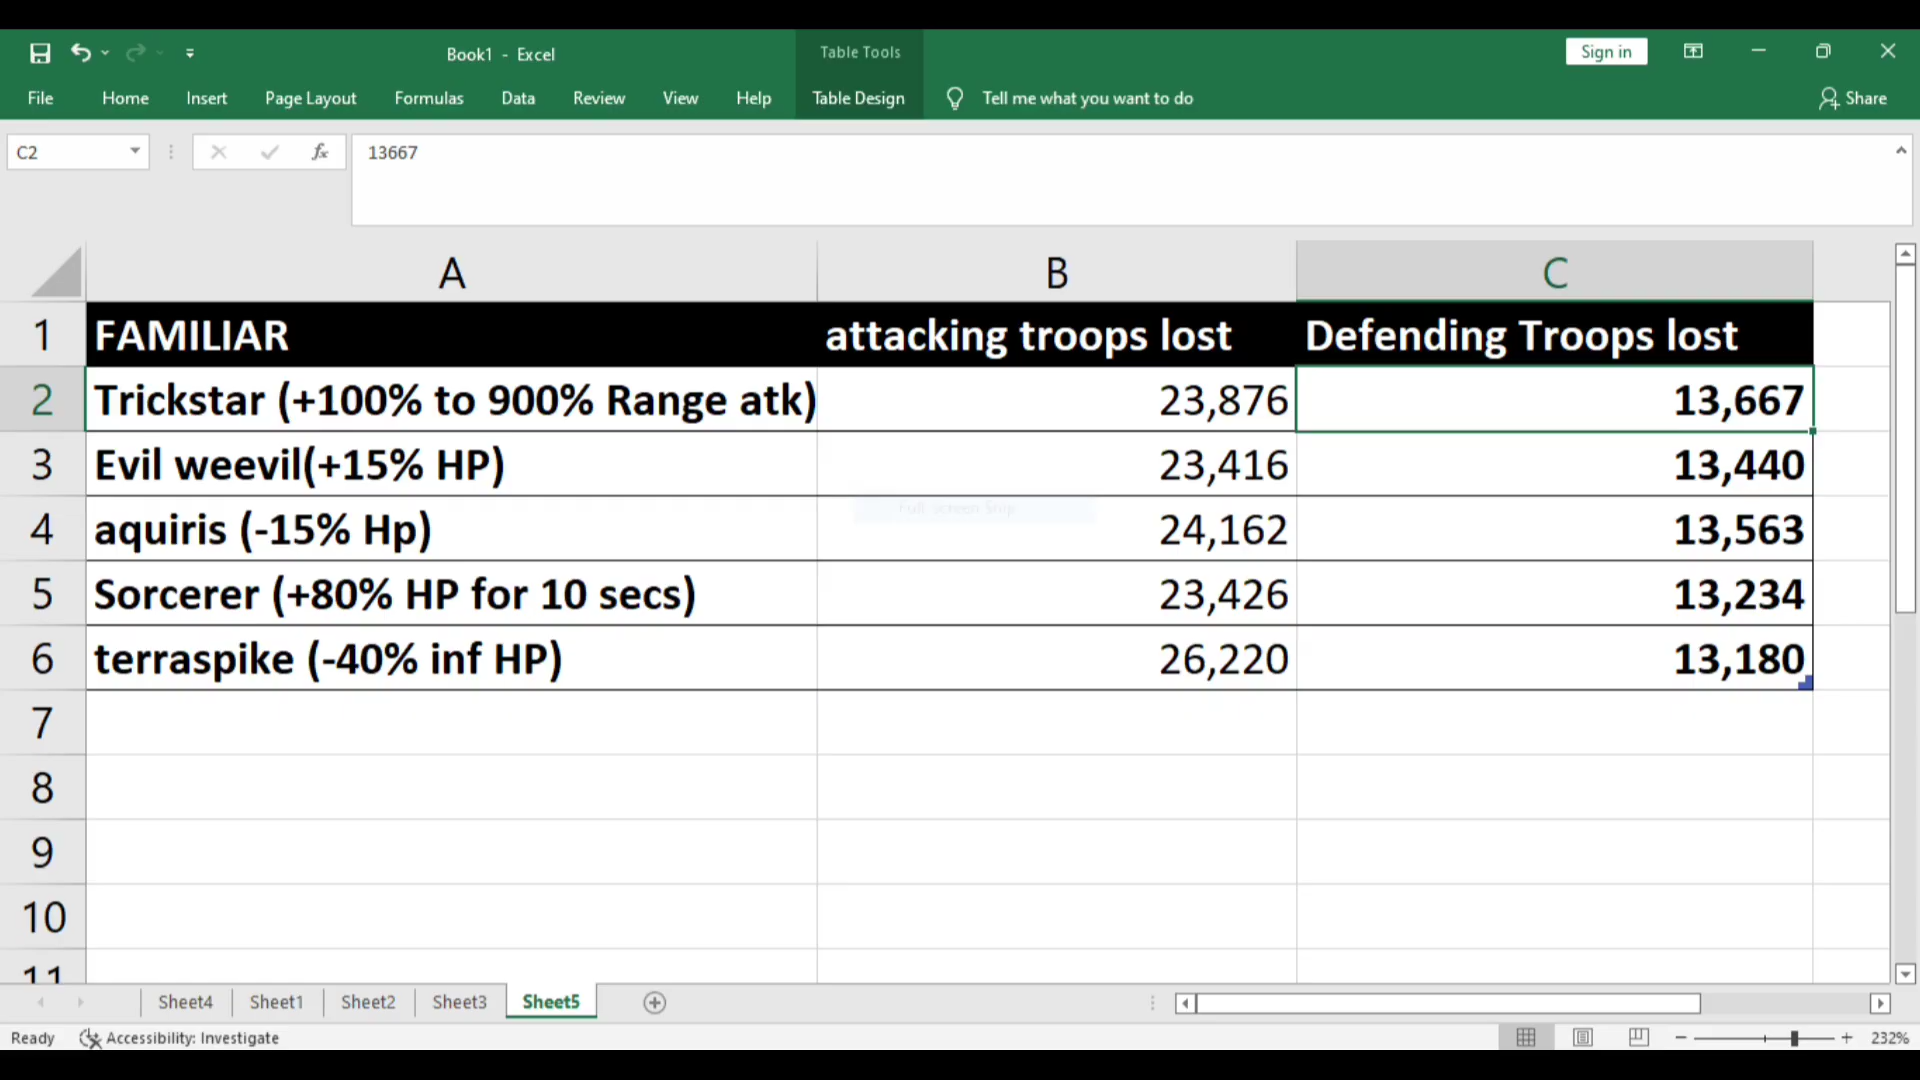 Book1 - Excel
Table Tools
Sign in
File Home Insert Page Layout Formulas Data Review View Help Table Design Tell me what you want to do Share
C2 fx 13667
A B C
1 FAMILIAR attacking troops lost Defending Troops lost
2 Trickstar (+100% to 900% Range atk) 23,876 13,667
3 Evil weevil(+15% HP) 23,416 13,440
4 aquiris (-15% Hp) 24,162 13,563
5 Sorcerer (+80% HP for 10 secs) 23,426 13,234
6 terraspike (-40% inf HP) 26,220 13,180
7
8
9
10
11
Sheet4 Sheet1 Sheet2 Sheet3 Sheet5
Ready Accessibility: Investigate 232%